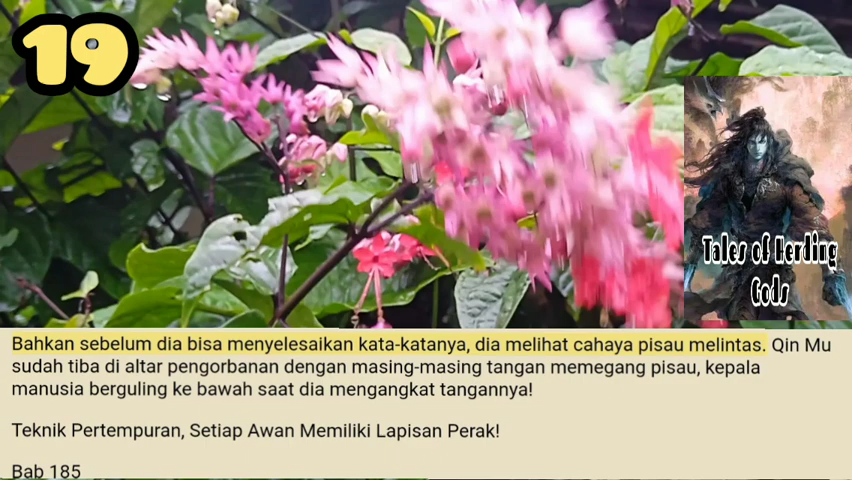 19
Tales of Herding
Gods
Bahkan sebelum dia bisa menyelesaikan kata-katanya, dia melihat cahaya pisau melintas. Qin Mu
sudah tiba di altar pengorbanan dengan masing-masing tangan memegang pisau, kepala
manusia berguling ke bawah saat dia mengangkat tangannya!
Teknik Pertempuran, Setiap Awan Memiliki Lapisan Perak!
Bab 185